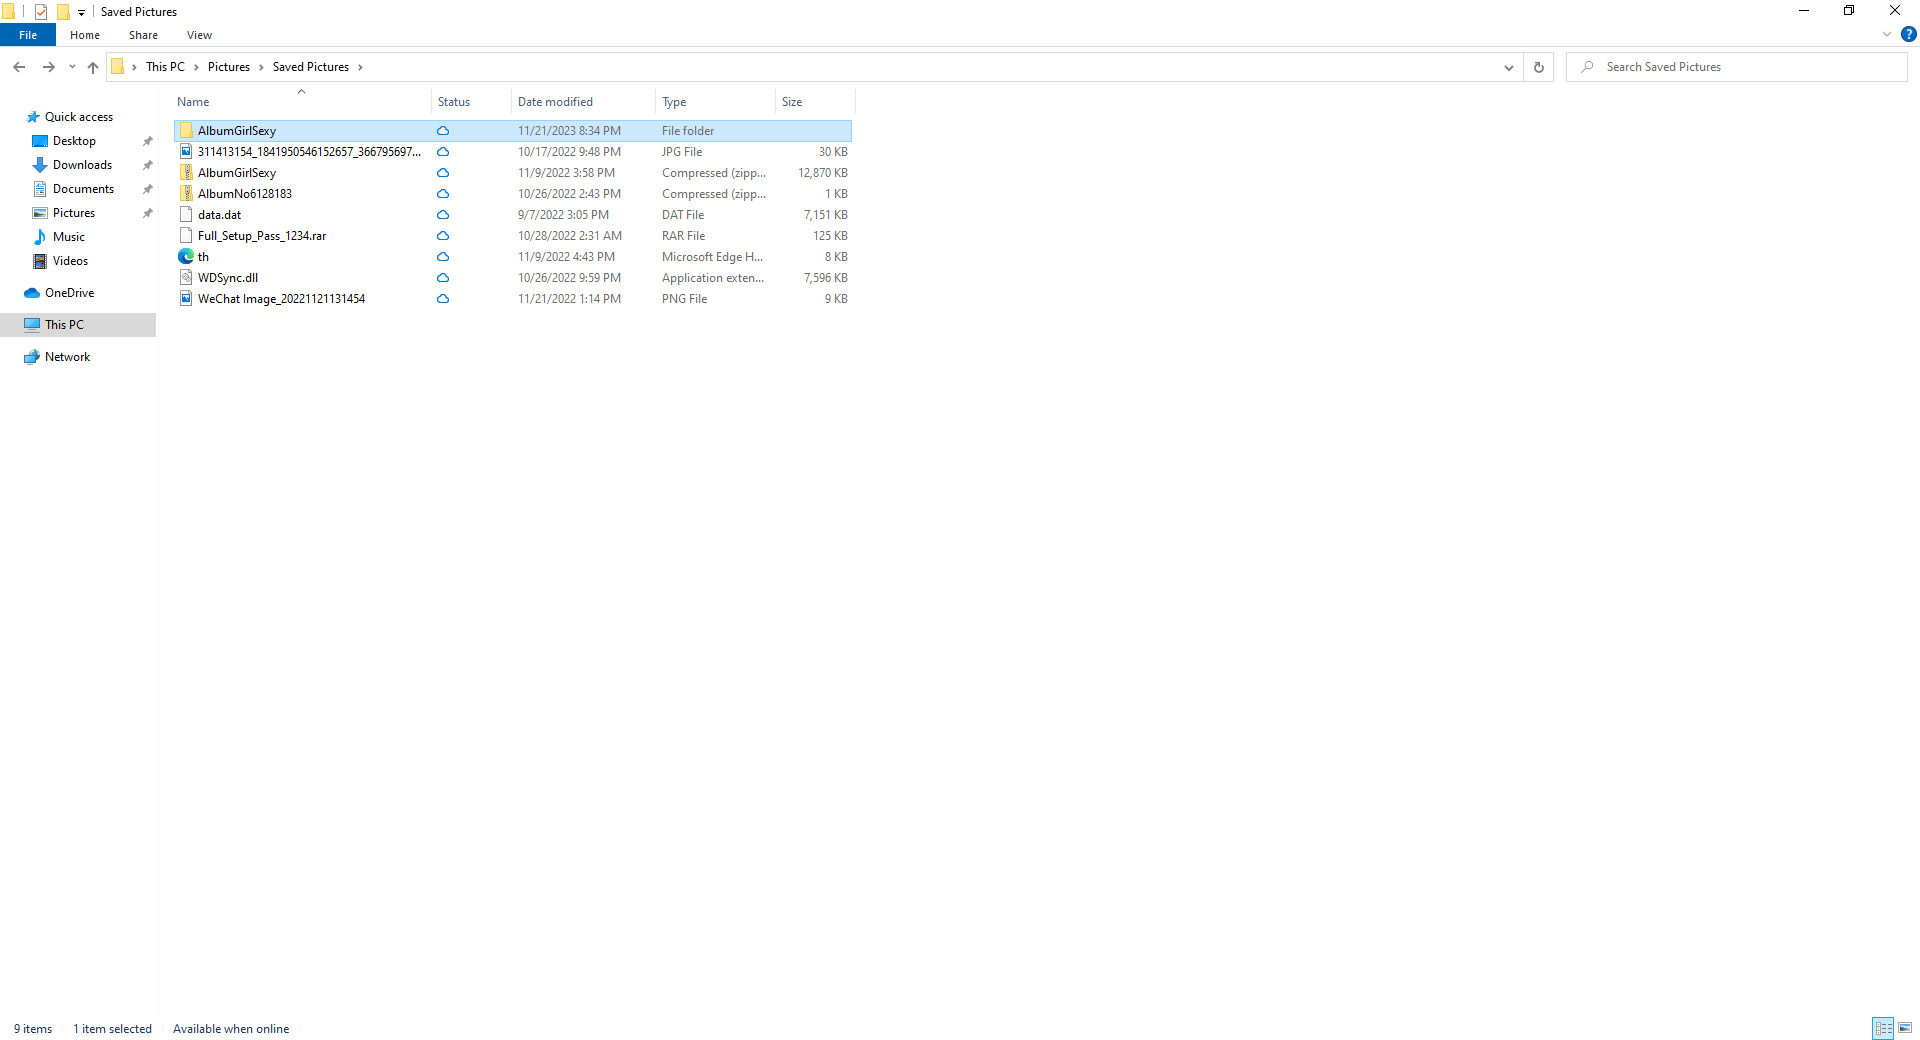 Saved Pictures
File Home Share View
This PC Pictures Saved Pictures Search Saved Pictures
Name Status Date modified Type Size
Quick access
Desktop
Downloads
Documents
Pictures
Music
Videos
OneDrive
This PC
Network
AlbumGirlSexy 11/21/2023 8:34 PM File folder
311413154_1841950546152657_366795697... 10/17/2022 9:48 PM JPG File 30 KB
AlbumGirlSexy 11/9/2022 3:58 PM Compressed (zipp... 12,870 KB
AlbumNo6128183 10/26/2022 2:43 PM Compressed (zipp... 1 KB
data.dat 9/7/2022 3:05 PM DAT File 7,151 KB
Full_Setup_Pass_1234.rar 10/28/2022 2:31 AM RAR File 125 KB
th 11/9/2022 4:43 PM Microsoft Edge H... 8 KB
WDSync.dll 10/26/2022 9:59 PM Application exten... 7,596 KB
WeChat Image_20221121131454 11/21/2022 1:14 PM PNG File 9 KB
9 items 1 item selected Available when online